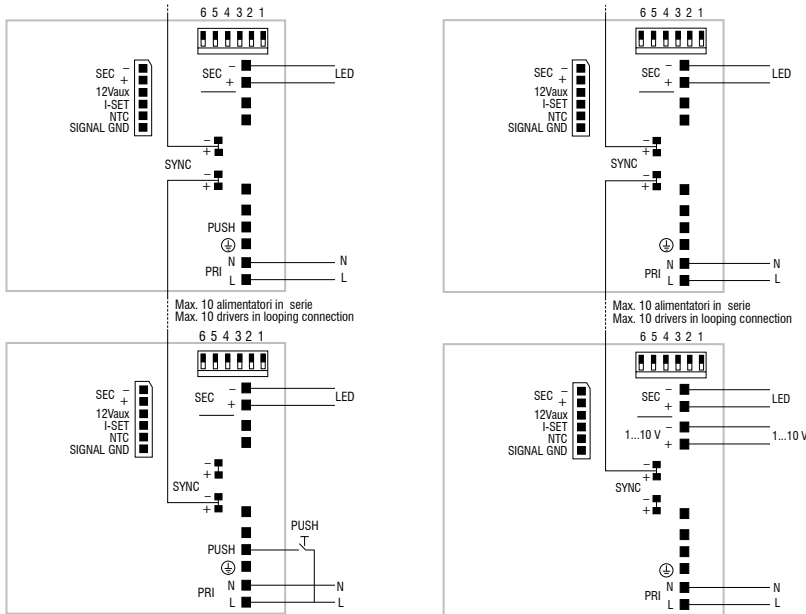 6 5 4 3 2 1
SEC −
+
12Vaux
I-SET
NTC
SIGNAL GND
SEC −
+
LED
−
+
SYNC
−
+
PUSH
PRI N
L
N
L
Max. 10 alimentatori in serie
Max. 10 drivers in looping connection
6 5 4 3 2 1
SEC −
+
12Vaux
I-SET
NTC
SIGNAL GND
SEC −
+
LED
−
+
SYNC
−
+
PUSH
PUSH
PRI N
L
N
L
6 5 4 3 2 1
SEC −
+
12Vaux
I-SET
NTC
SIGNAL GND
SEC −
+
LED
−
+
SYNC
−
+
PRI N
L
N
L
Max. 10 alimentatori in serie
Max. 10 drivers in looping connection
6 5 4 3 2 1
SEC −
+
12Vaux
I-SET
NTC
SIGNAL GND
SEC −
+
LED
1...10 V −
+
1...10 V
−
+
SYNC
−
+
PRI N
L
N
L